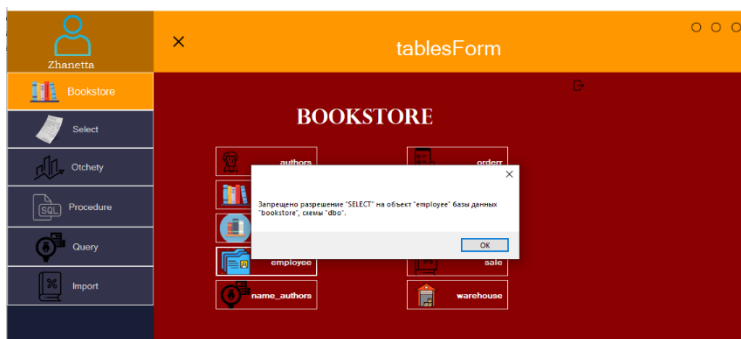 tablesForm
Zhanetta
Bookstore
Select
Otchety
SQL
Procedure
Query
Import
BOOKSTORE
authors
orderr
Запрещено разрешение "SELECT" на объект "employee" базы данных
"bookstore", схемы "dbo".
OK
employee
sale
name_authors
warehouse